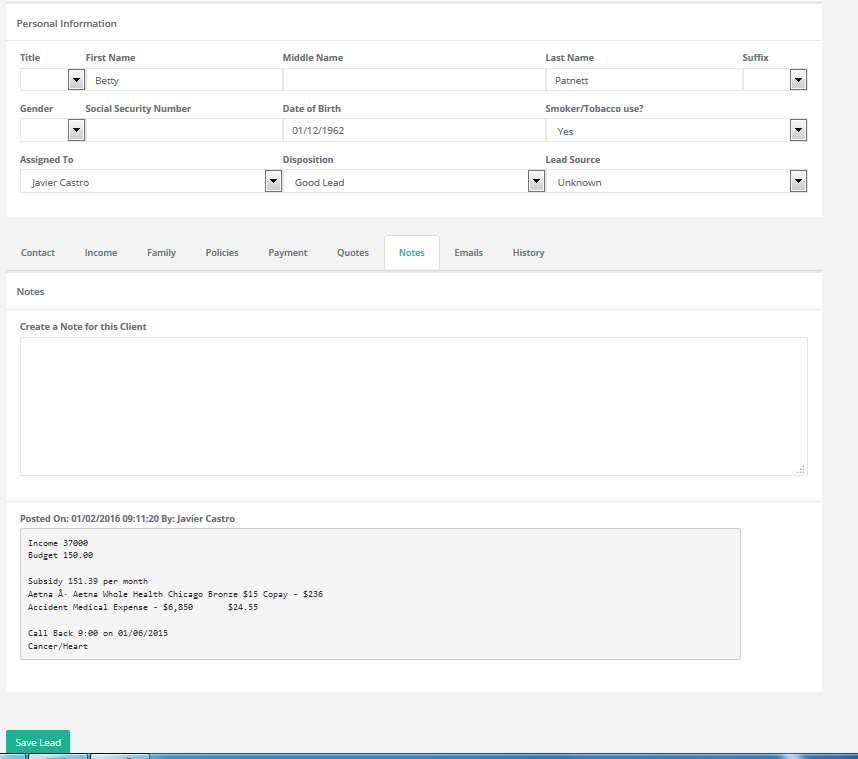 Personal Information
Title First Name Middle Name Last Name Suffix
Betty Patnett
Gender Social Security Number Date of Birth Smoker/Tobacco use?
01/12/1962 Yes
Assigned To Disposition Lead Source
Javier Castro Good Lead Unknown
Contact Income Family Policies Payment Quotes Notes Emails History
Notes
Create a Note for this Client
Posted On: 01/02/2016 09:11:20 By: Javier Castro
Income 37000
Budget 150.00
Subsidy 151.39 per month
Aetna Â· Aetna Whole Health Chicago Bronze $15 Copay - $236
Accident Medical Expense - $6,850 $24.55
Call Back 9:00 on 01/06/2015
Cancer/Heart
Save Lead